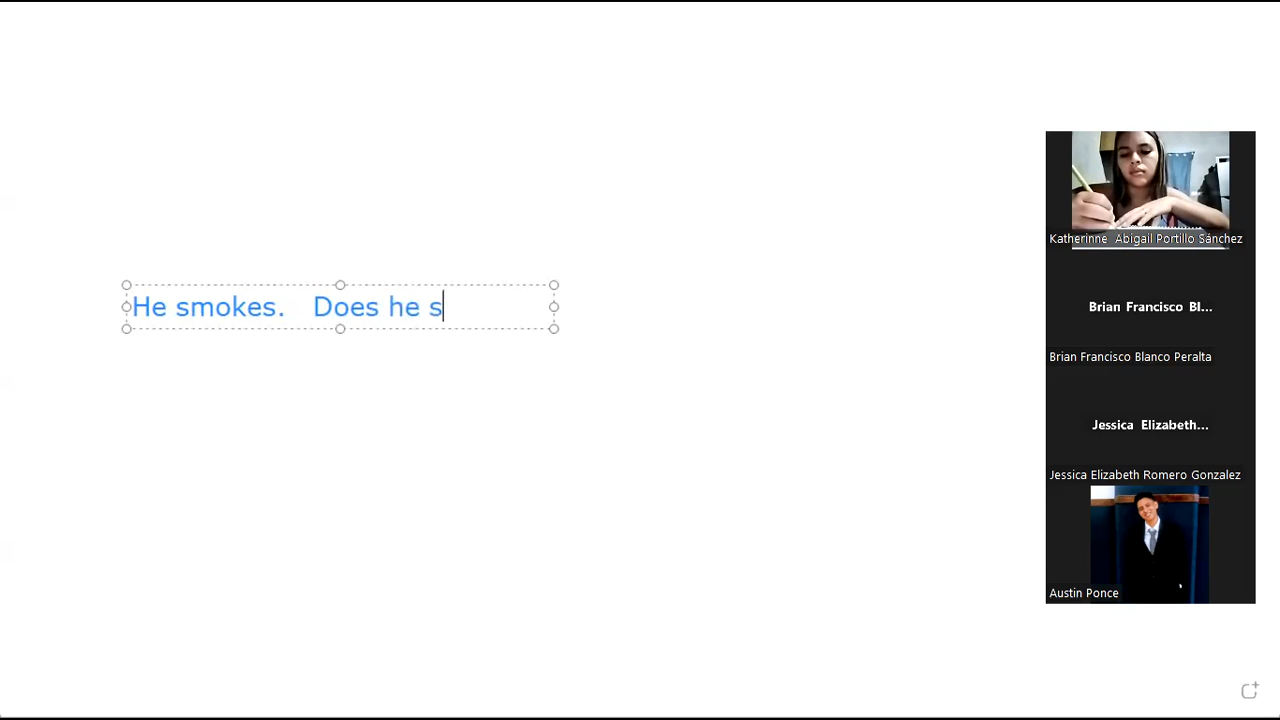 He smokes. Does he s
Katherinne Abigail Portillo Sánchez
Brian Francisco Bl...
Brian Francisco Blanco Peralta
Jessica Elizabeth...
Jessica Elizabeth Romero Gonzalez
Austin Ponce